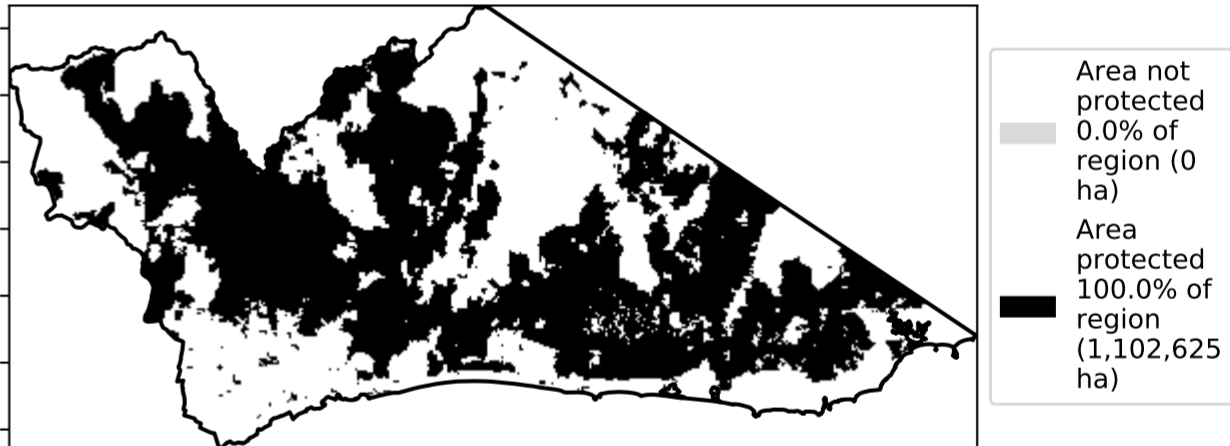 Area not
protected
0.0% of
region (0
ha)
Area
protected
100.0% of
region
(1,102,625
ha)